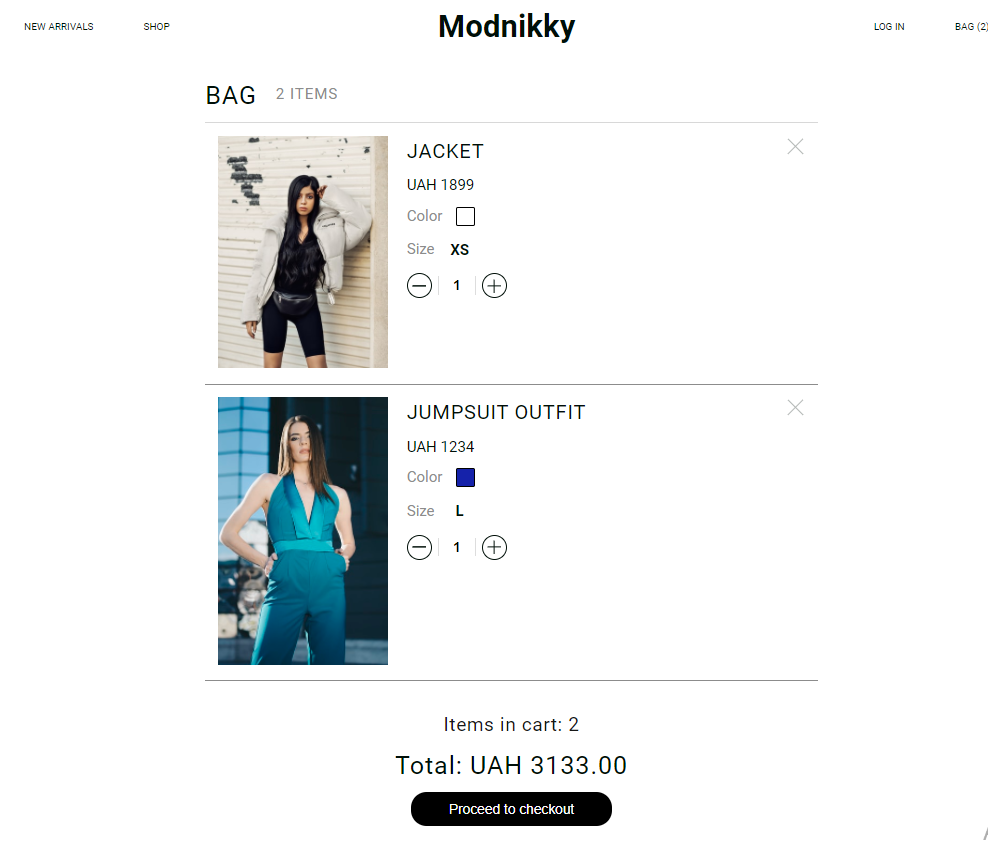 NEW ARRIVALS SHOP Modnikky LOG IN BAG (2)
BAG 2 ITEMS
JACKET
UAH 1899
Color
Size XS
1
JUMPSUIT OUTFIT
UAH 1234
Color
Size L
1
Items in cart: 2
Total: UAH 3133.00
Proceed to checkout